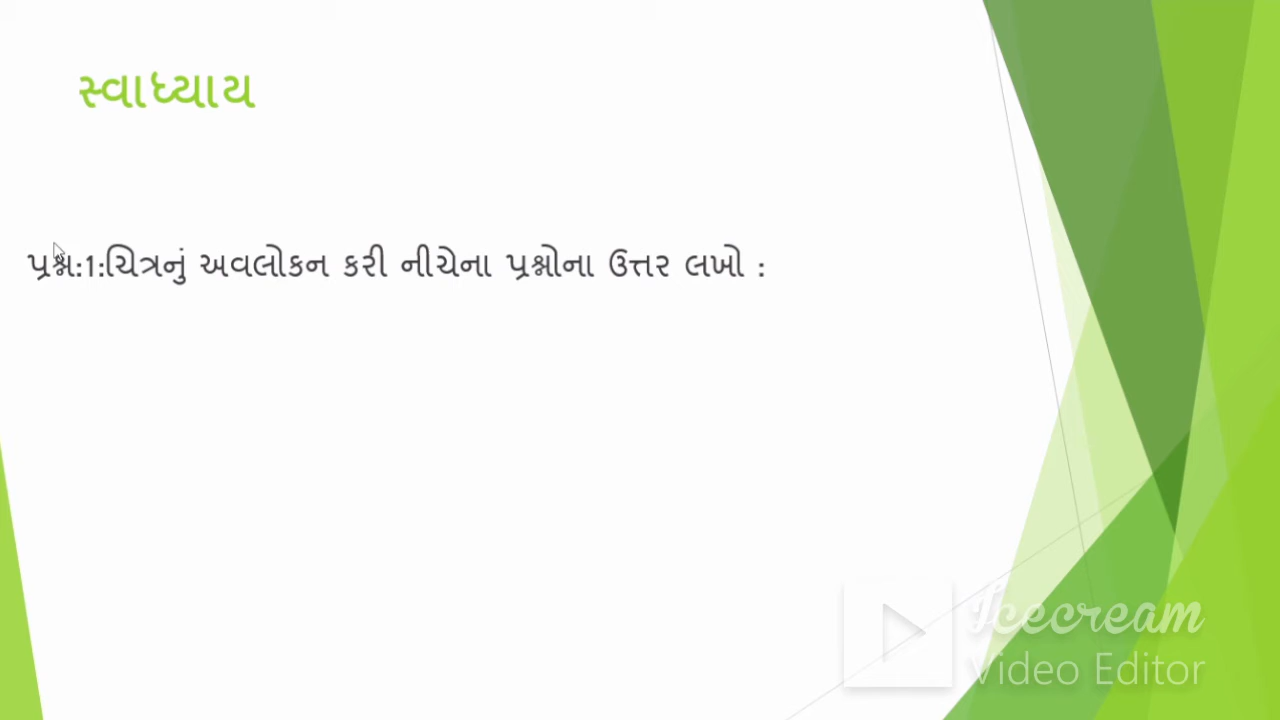 સ્વાધ્યાય
પ્રશ્ન:1:ચિત્રનું અવલોકન કરી નીચેના પ્રશ્નોના ઉત્તર લખો :
Icecream
Video Editor